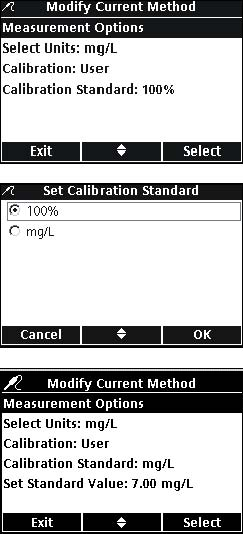 Modify Current Method
Measurement Options
Select Units: mg/L
Calibration: User
Calibration Standard: 100%
Exit Select
Set Calibration Standard
100%
mg/L
Cancel OK
Modify Current Method
Measurement Options
Select Units: mg/L
Calibration: User
Calibration Standard: mg/L
Set Standard Value: 7.00 mg/L
Exit Select